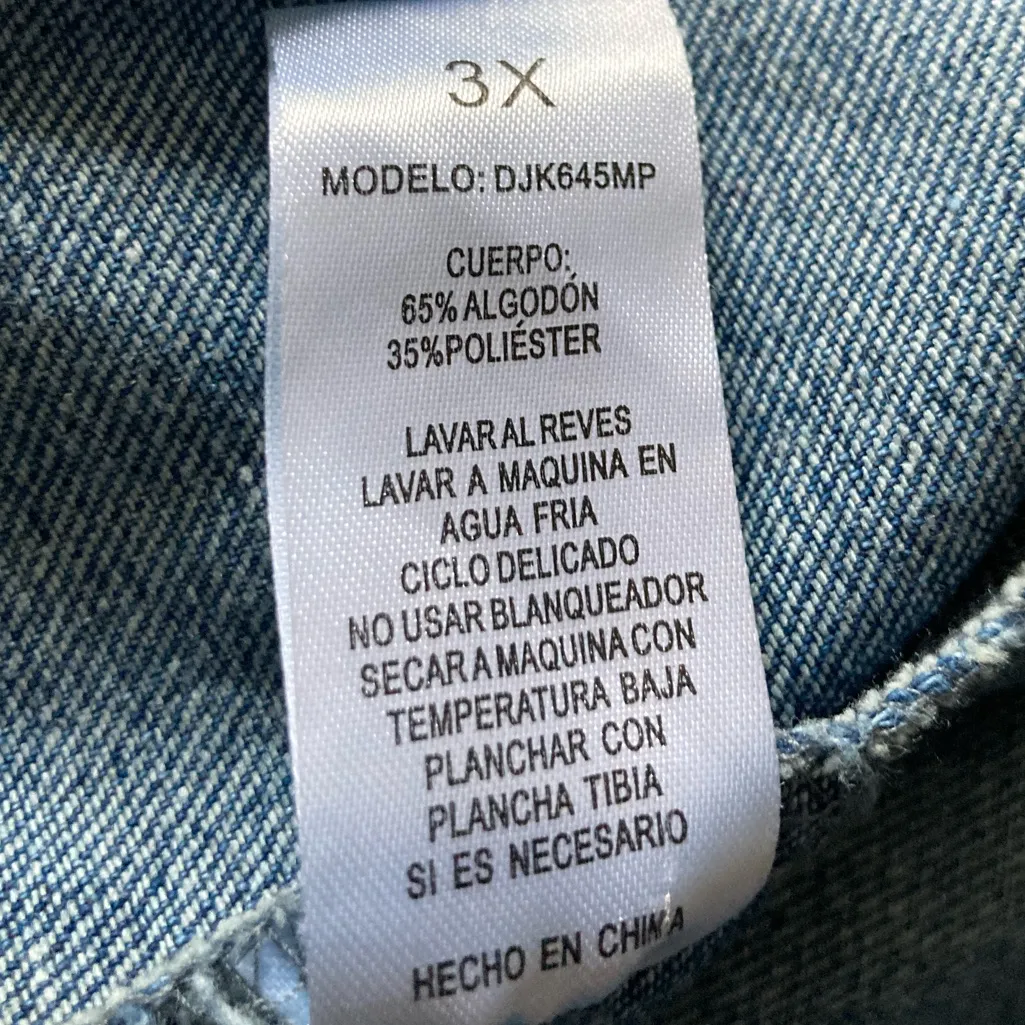 3X
MODELO: DJK645MP
CUERPO:
65% ALGODÓN
35%POLIÉSTER
LAVAR AL REVES
LAVAR A MAQUINA EN
AGUA FRIA
CICLO DELICADO
NO USAR BLANQUEADOR
SECAR A MAQUINA CON
TEMPERATURA BAJA
PLANCHAR CON
PLANCHA TIBIA
SI ES NECESARIO
HECHO EN CHINA